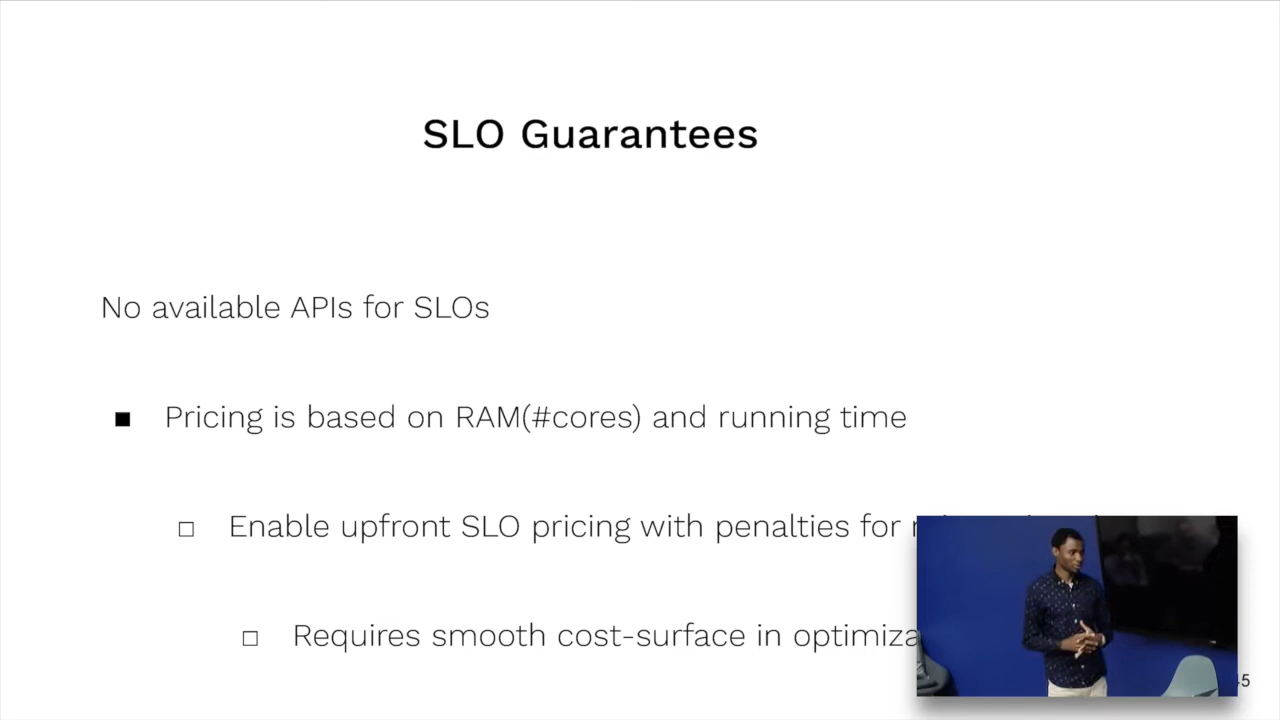 SLO Guarantees
No available APIs for SLOs
■ Pricing is based on RAM(#cores) and running time
□ Enable upfront SLO pricing with penalties for
□ Requires smooth cost-surface in
45